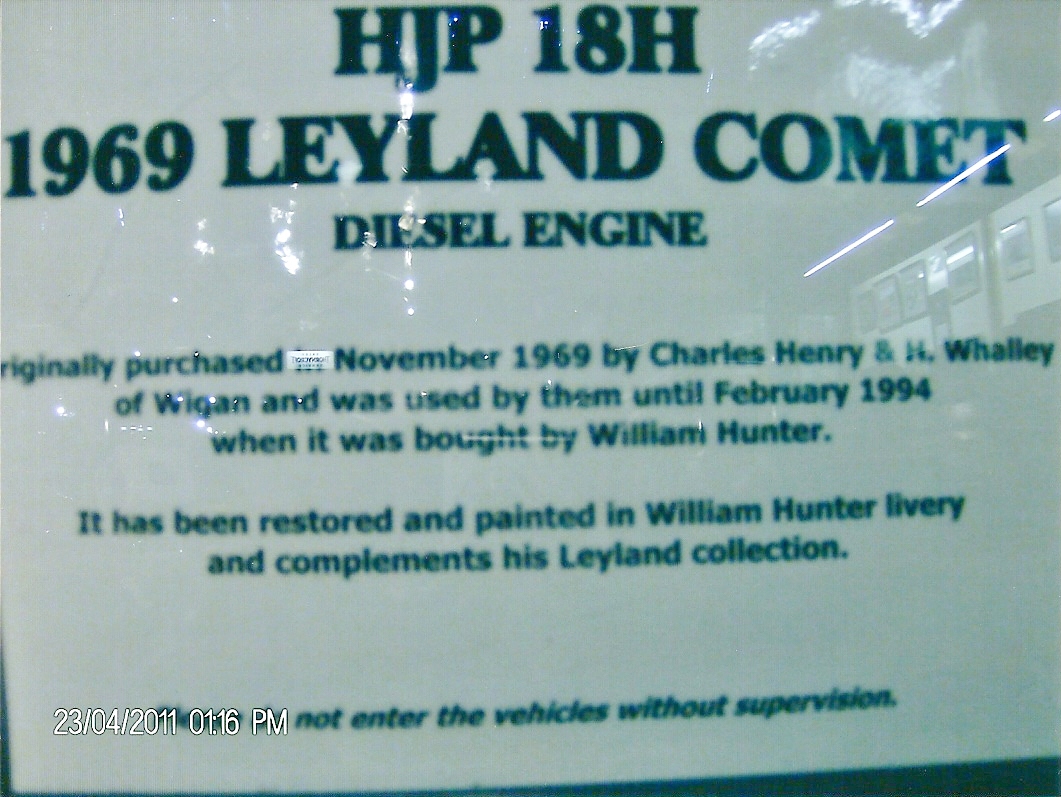 HJP 18H
1969 LEYLAND COMET
DIESEL ENGINE
riginally purchased November 1969 by Charles Henry & H. Whalley
of Wigan and was used by them until February 1994
when it was bought by William Hunter.
It has been restored and painted in William Hunter livery
and complements his Leyland collection.
not enter the vehicles without supervision.
23/04/2011 01:16 PM